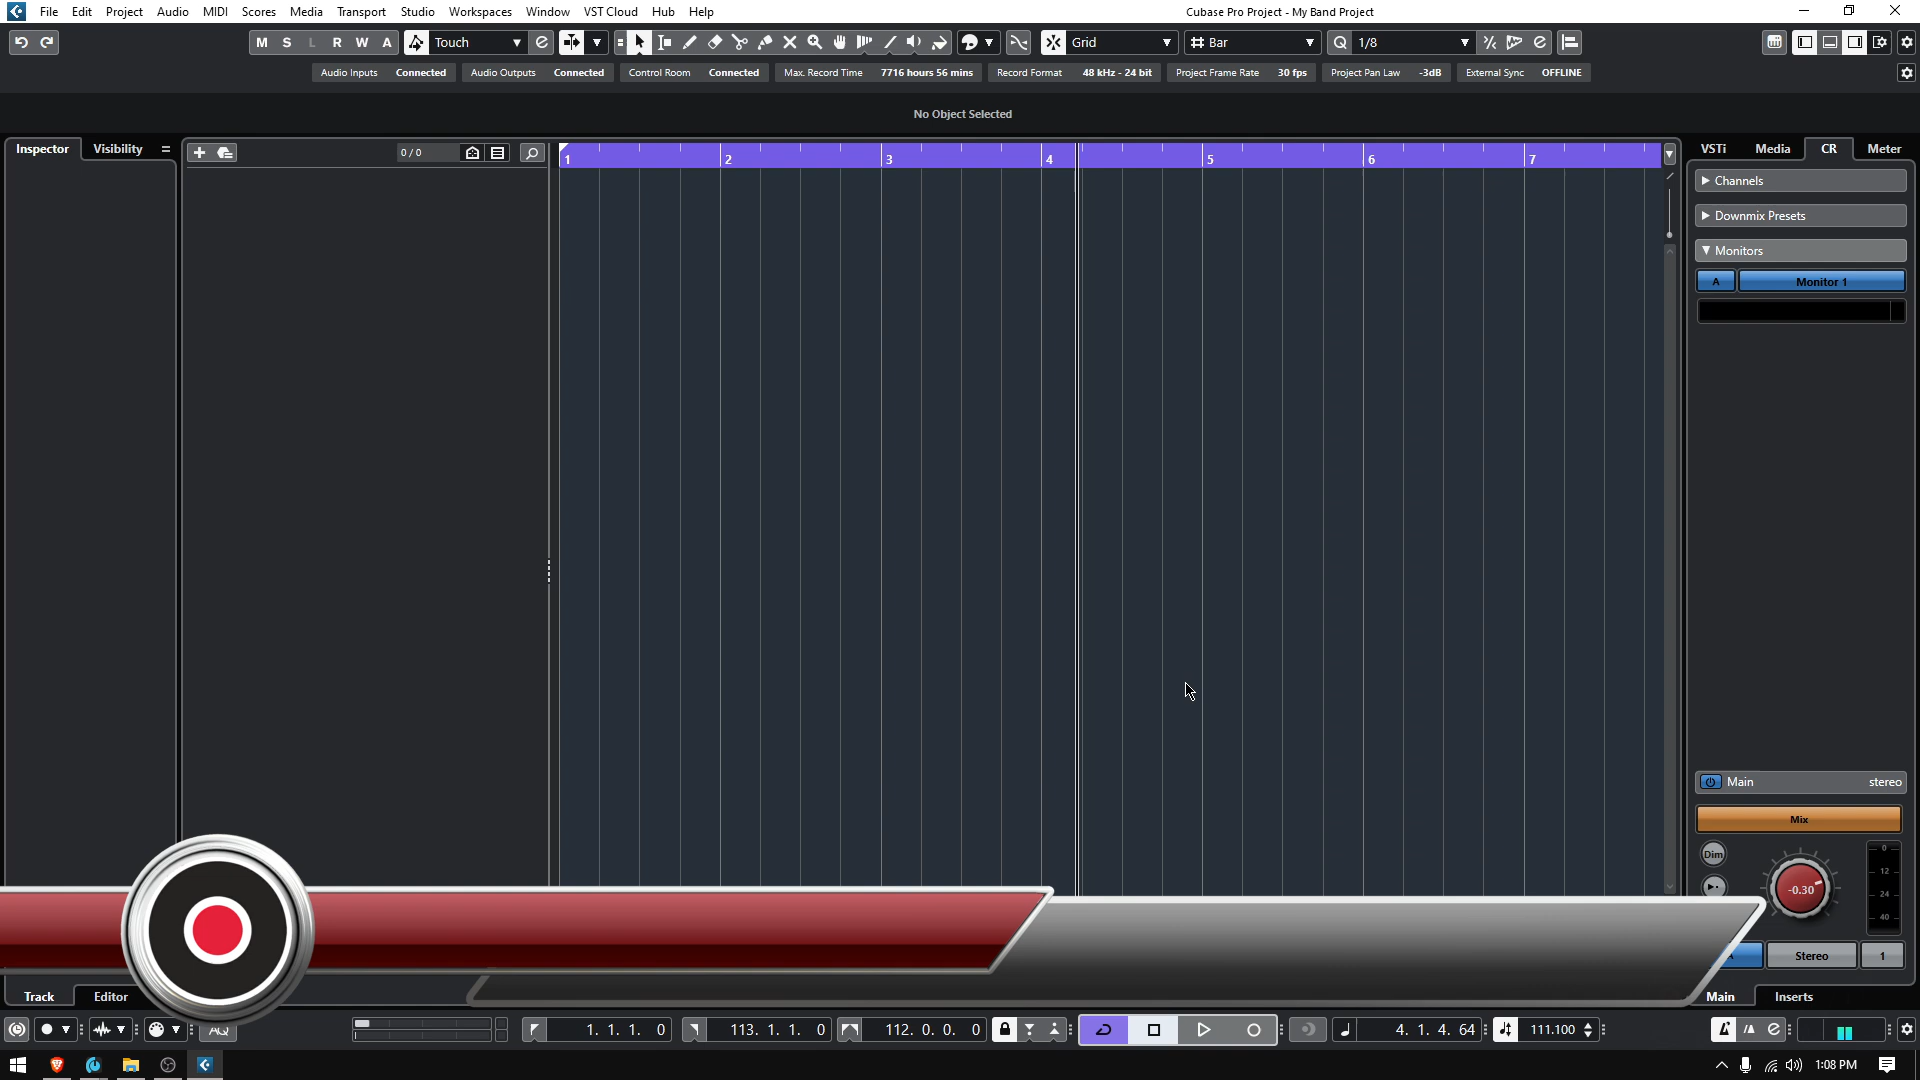 File Edit Project Audio MIDI Scores Media Transport Studio Workspaces Window VST Cloud Hub Help
Cubase Pro Project - My Band Project
M S L R W A Touch Grid Bar Q 1/8
Audio Inputs Connected Audio Outputs Connected Control Room Connected Max. Record Time 7716 hours 56 mins Record Format 48 kHz - 24 bit Project Frame Rate 30 fps Project Pan Law -3dB External Sync OFFLINE
No Object Selected
Inspector Visibility 0 / 0 1 2 3 4 5 6 7 VSTi Media CR Meter
Channels
Downmix Presets
Monitors
A Monitor 1
Main stereo
Mix
Dim
-0.30
0
12
24
40
Stereo 1
Track Editor Main Inserts
AQ 1. 1. 1. 0 113. 1. 1. 0 112. 0. 0. 0 4. 1. 4. 64 111.100
1:08 PM